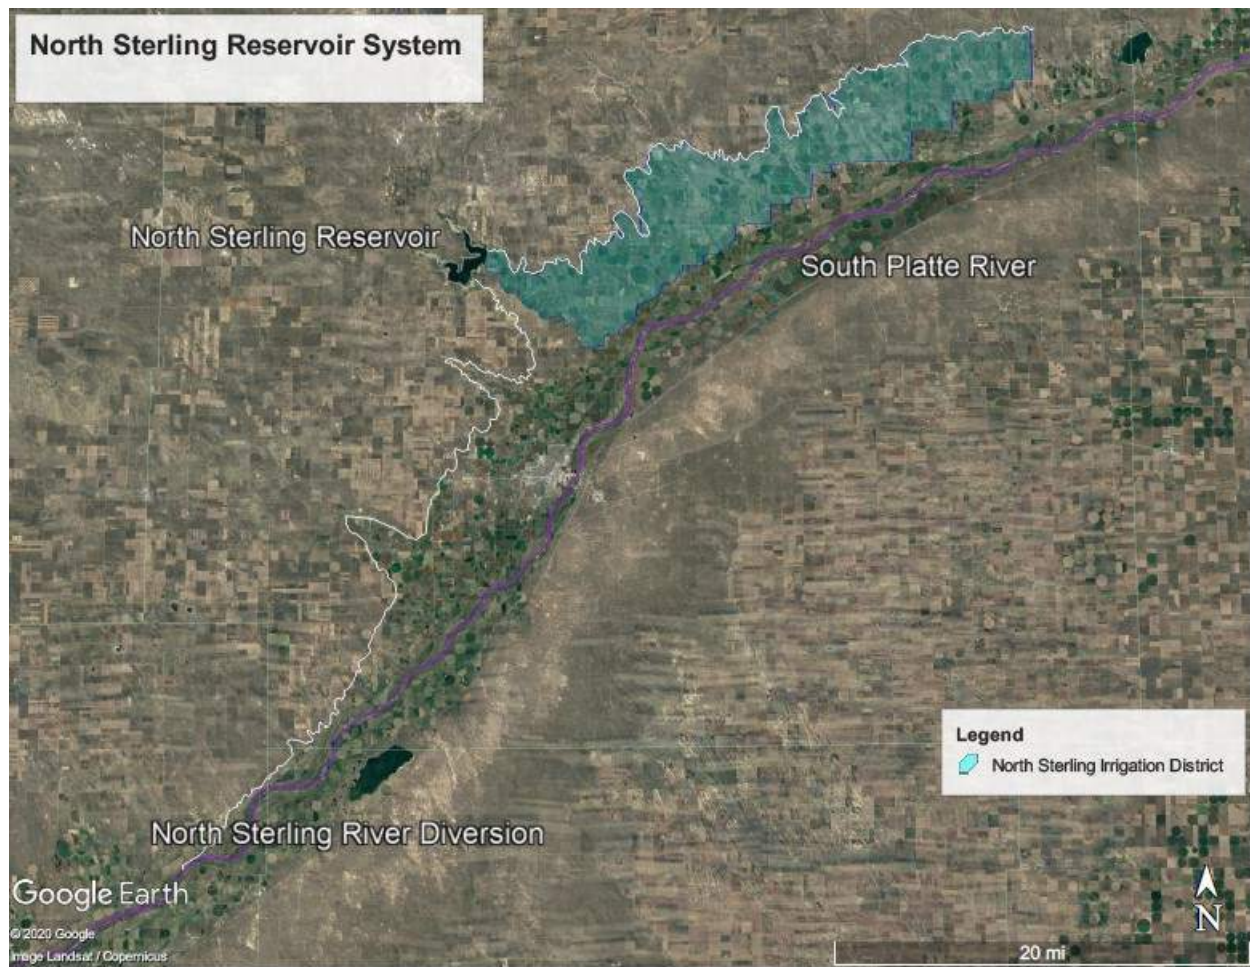 North Sterling Reservoir System
North Sterling Reservoir
South Platte River
Legend
North Sterling Irrigation District
North Sterling River Diversion
Google Earth
N
© 2020 Google
Image Landsat / Copernicus
20 mi